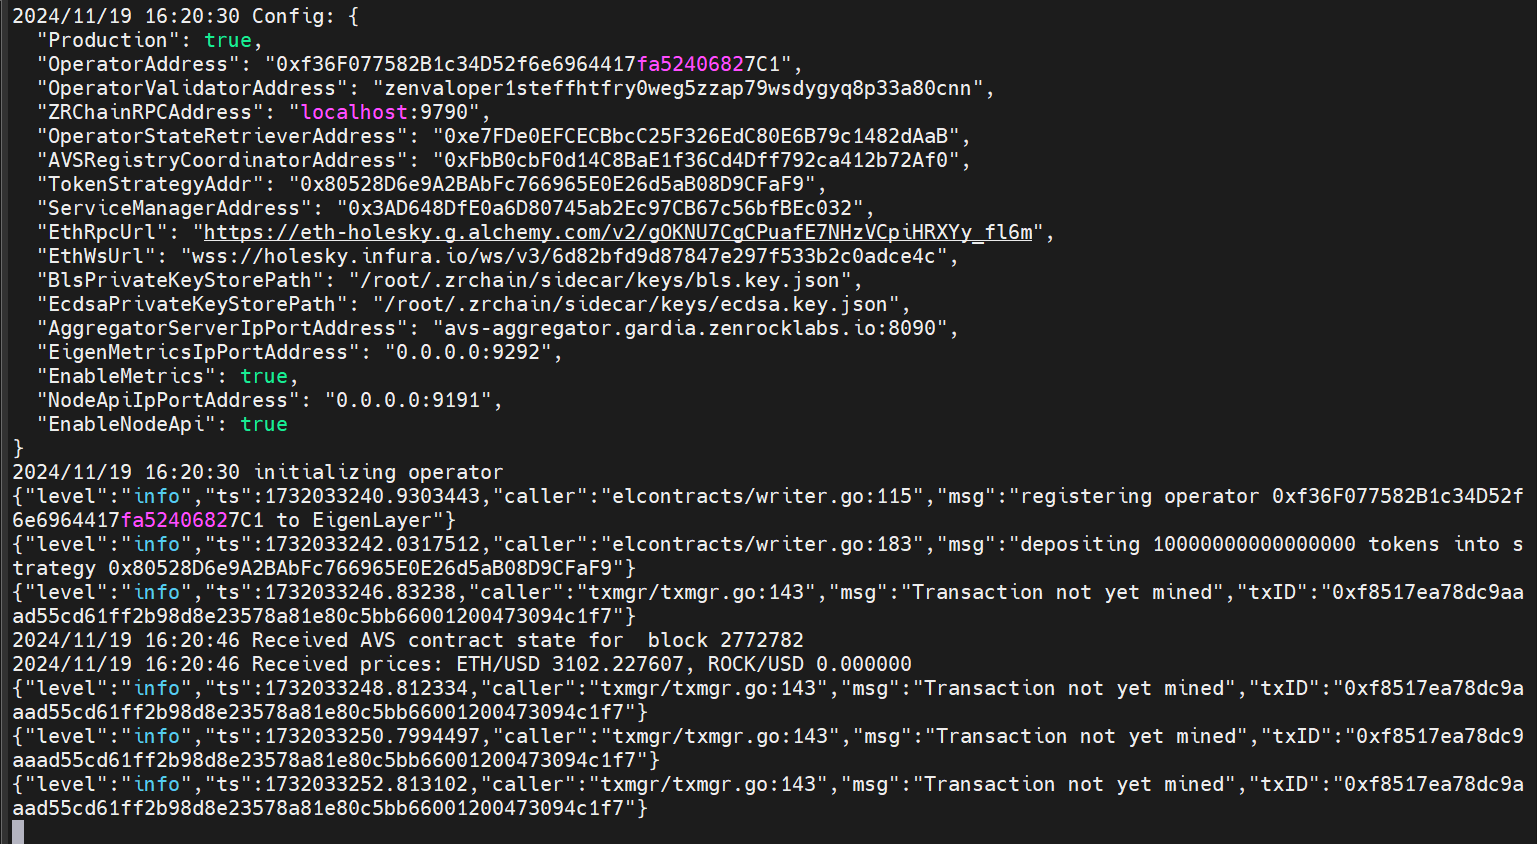 2024/11/19 16:20:30 Config: {
  "Production": true,
  "OperatorAddress": "0xf36F077582B1c34D52f6e6964417fa52406827C1",
  "OperatorValidatorAddress": "zenvaloper1steffhtfry0weg5zzap79wsdygyq8p33a80cnn",
  "ZRChainRPCAddress": "localhost:9790",
  "OperatorStateRetrieverAddress": "0xe7FDe0EFCECBbcC25F326EdC80E6B79c1482dAaB",
  "AVSRegistryCoordinatorAddress": "0xFbB0cbF0d14C8BaE1f36Cd4Dff792ca412b72Af0",
  "TokenStrategyAddr": "0x80528D6e9A2BAbFc766965E0E26d5aB08D9CFaF9",
  "ServiceManagerAddress": "0x3AD648DfE0a6D80745ab2Ec97CB67c56bfBEc032",
  "EthRpcUrl": "https://eth-holesky.g.alchemy.com/v2/gOKNU7CgCPuafE7NHzVCpiHRXYy_fl6m",
  "EthWsUrl": "wss://holesky.infura.io/ws/v3/6d82bfd9d87847e297f533b2c0adce4c",
  "BlsPrivateKeyStorePath": "/root/.zrchain/sidecar/keys/bls.key.json",
  "EcdsaPrivateKeyStorePath": "/root/.zrchain/sidecar/keys/ecdsa.key.json",
  "AggregatorServerIpPortAddress": "avs-aggregator.gardia.zenrocklabs.io:8090",
  "EigenMetricsIpPortAddress": "0.0.0.0:9292",
  "EnableMetrics": true,
  "NodeApiIpPortAddress": "0.0.0.0:9191",
  "EnableNodeApi": true
}
2024/11/19 16:20:30 initializing operator
{"level":"info","ts":1732033240.9303443,"caller":"elcontracts/writer.go:115","msg":"registering operator 0xf36F077582B1c34D52f
6e6964417fa52406827C1 to EigenLayer"}
{"level":"info","ts":1732033242.0317512,"caller":"elcontracts/writer.go:183","msg":"depositing 10000000000000000 tokens into s
trategy 0x80528D6e9A2BAbFc766965E0E26d5aB08D9CFaF9"}
{"level":"info","ts":1732033246.83238,"caller":"txmgr/txmgr.go:143","msg":"Transaction not yet mined","txID":"0xf8517ea78dc9aa
ad55cd61ff2b98d8e23578a81e80c5bb66001200473094c1f7"}
2024/11/19 16:20:46 Received AVS contract state for  block 2772782
2024/11/19 16:20:46 Received prices: ETH/USD 3102.227607, ROCK/USD 0.000000
{"level":"info","ts":1732033248.812334,"caller":"txmgr/txmgr.go:143","msg":"Transaction not yet mined","txID":"0xf8517ea78dc9a
aad55cd61ff2b98d8e23578a81e80c5bb66001200473094c1f7"}
{"level":"info","ts":1732033250.7994497,"caller":"txmgr/txmgr.go:143","msg":"Transaction not yet mined","txID":"0xf8517ea78dc9
aaad55cd61ff2b98d8e23578a81e80c5bb66001200473094c1f7"}
{"level":"info","ts":1732033252.813102,"caller":"txmgr/txmgr.go:143","msg":"Transaction not yet mined","txID":"0xf8517ea78dc9a
aad55cd61ff2b98d8e23578a81e80c5bb66001200473094c1f7"}